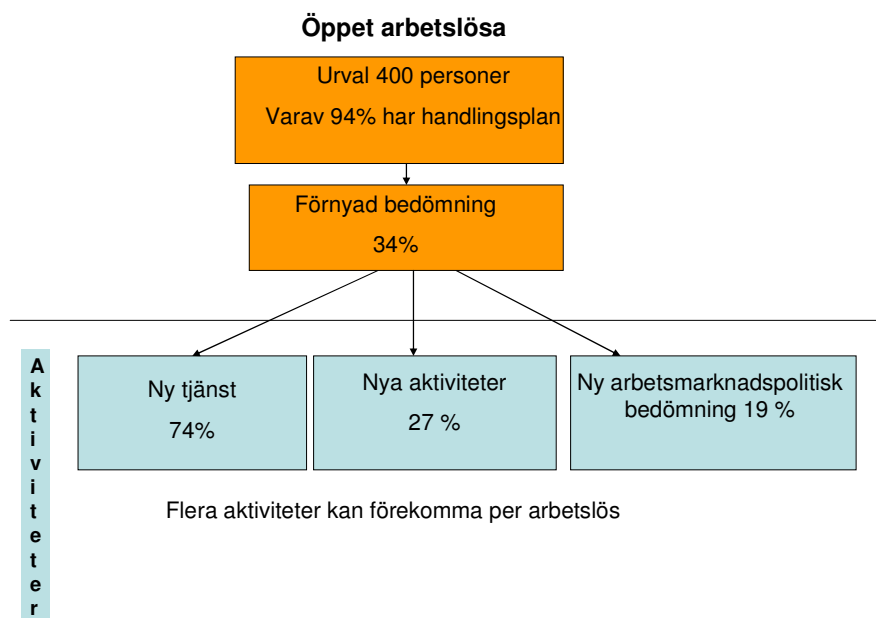 Öppet arbetslösa
Urval 400 personer
Varav 94% har handlingsplan
Förnyad bedömning
34%
Aktiviteter
Ny tjänst
74%
Nya aktiviteter
27 %
Ny arbetsmarknadspolitisk
bedömning 19 %
Flera aktiviteter kan förekomma per arbetslös